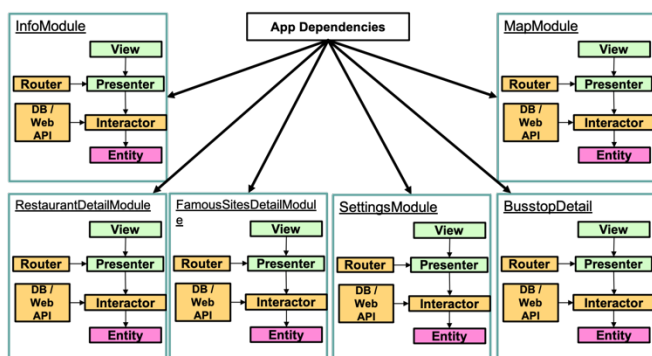 App Dependencies
InfoModule
View
Router
Presenter
DB /
Web
API
Interactor
Entity
MapModule
View
Router
Presenter
DB /
Web
API
Interactor
Entity
RestaurantDetailModule
View
Router
Presenter
DB /
Web
API
Interactor
Entity
FamousSitesDetailModul
e
View
Router
Presenter
DB /
Web
API
Interactor
Entity
SettingsModule
View
Router
Presenter
DB /
Web
API
Interactor
Entity
BusstopDetail
View
Router
Presenter
DB /
Web
API
Interactor
Entity